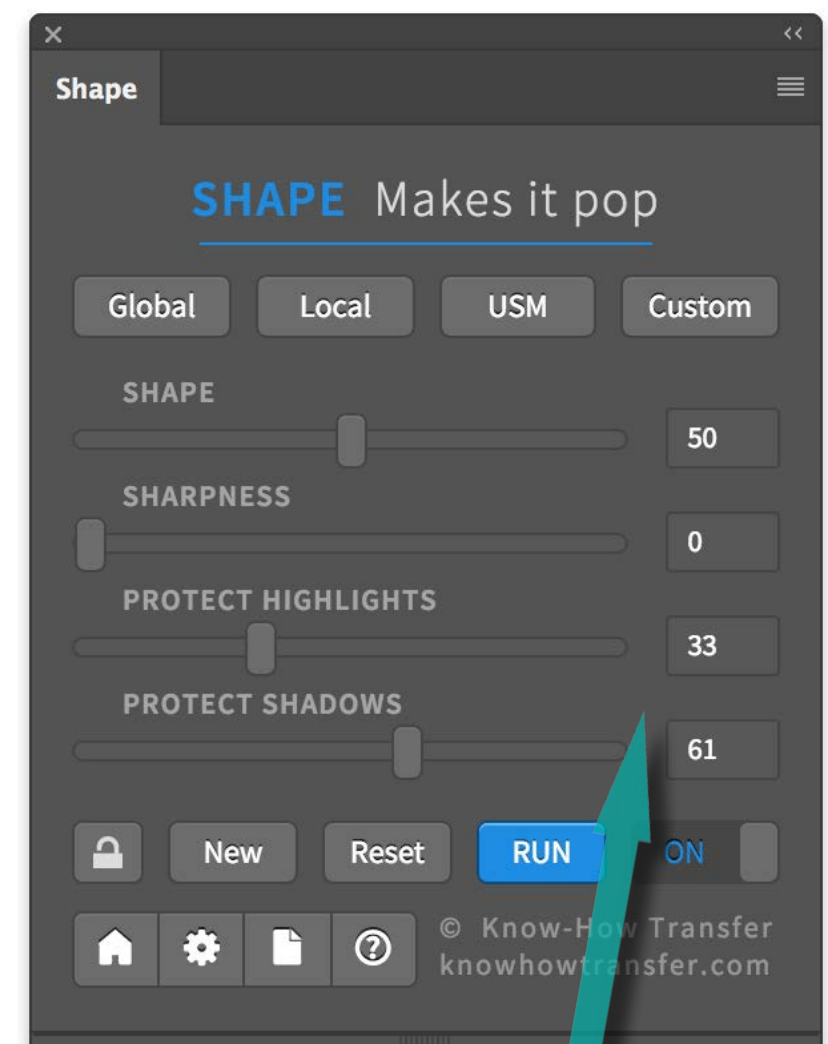 Shape
SHAPE Makes it pop
Global Local USM Custom
SHAPE
50
SHARPNESS
0
PROTECT HIGHLIGHTS
33
PROTECT SHADOWS
61
New Reset RUN ON
© Know-How Transfer
knowhowtransfer.com